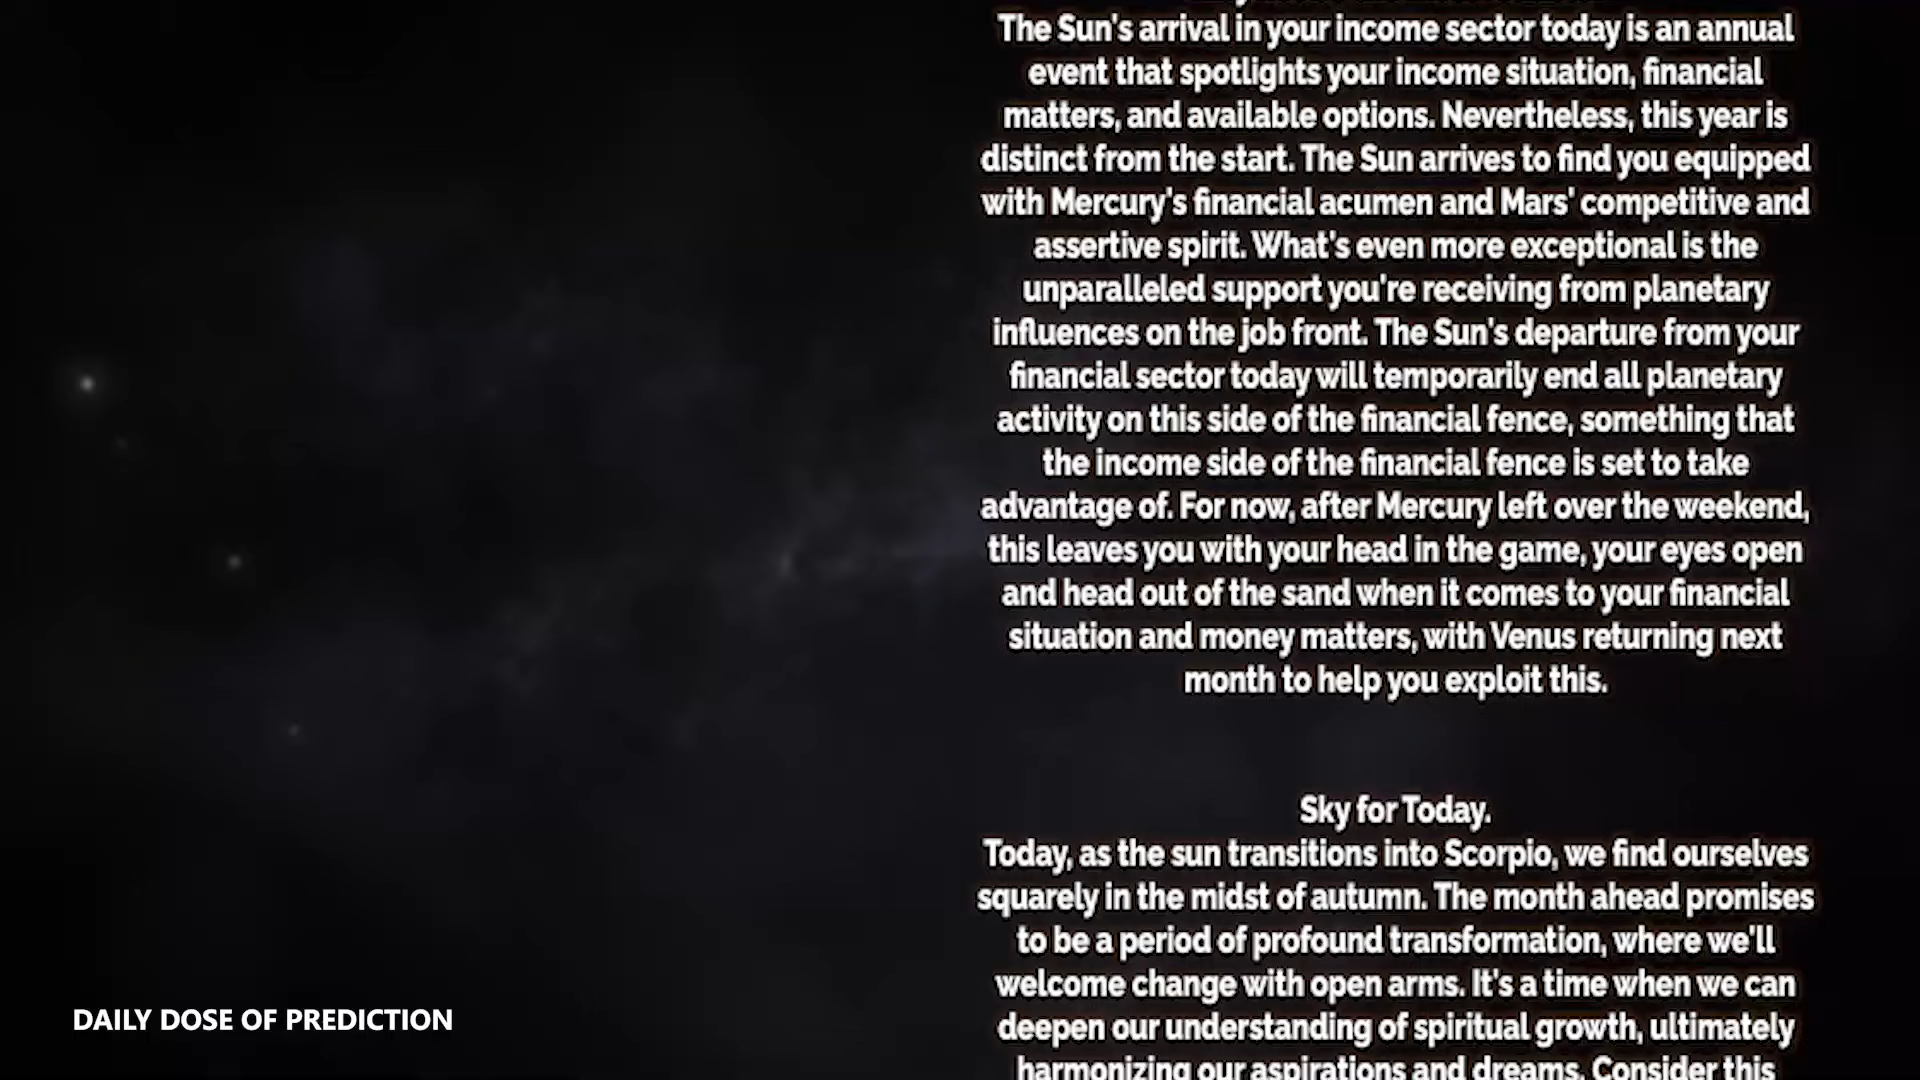 The Sun's arrival in your income sector today is an annual
event that spotlights your income situation, financial
matters, and available options. Nevertheless, this year is
distinct from the start. The Sun arrives to find you equipped
with Mercury's financial acumen and Mars' competitive and
assertive spirit. What's even more exceptional is the
unparalleled support you're receiving from planetary
influences on the job front. The Sun's departure from your
financial sector today will temporarily end all planetary
activity on this side of the financial fence, something that
the income side of the financial fence is set to take
advantage of. For now, after Mercury left over the weekend,
this leaves you with your head in the game, your eyes open
and head out of the sand when it comes to your financial
situation and money matters, with Venus returning next
month to help you exploit this.
Sky for Today.
Today, as the sun transitions into Scorpio, we find ourselves
squarely in the midst of autumn. The month ahead promises
to be a period of profound transformation, where we'll
welcome change with open arms. It's a time when we can
deepen our understanding of spiritual growth, ultimately
harmonizing our aspirations and dreams. Consider this
DAILY DOSE OF PREDICTION